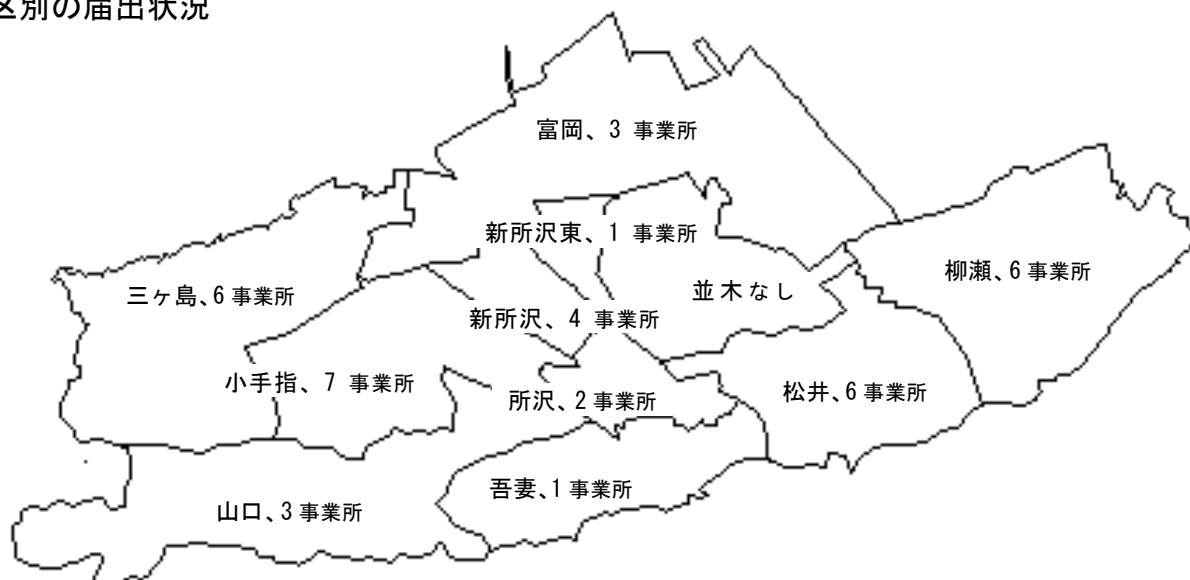 区別の届出状況
富岡、3 事業所
新所沢東、1 事業所
柳瀬、6事業所
三ヶ島、6事業所
並木なし
新所沢、4 事業所
小手指、7 事業所
所沢、2事業所
松井、6事業所
吾妻、1事業所
山口、3事業所